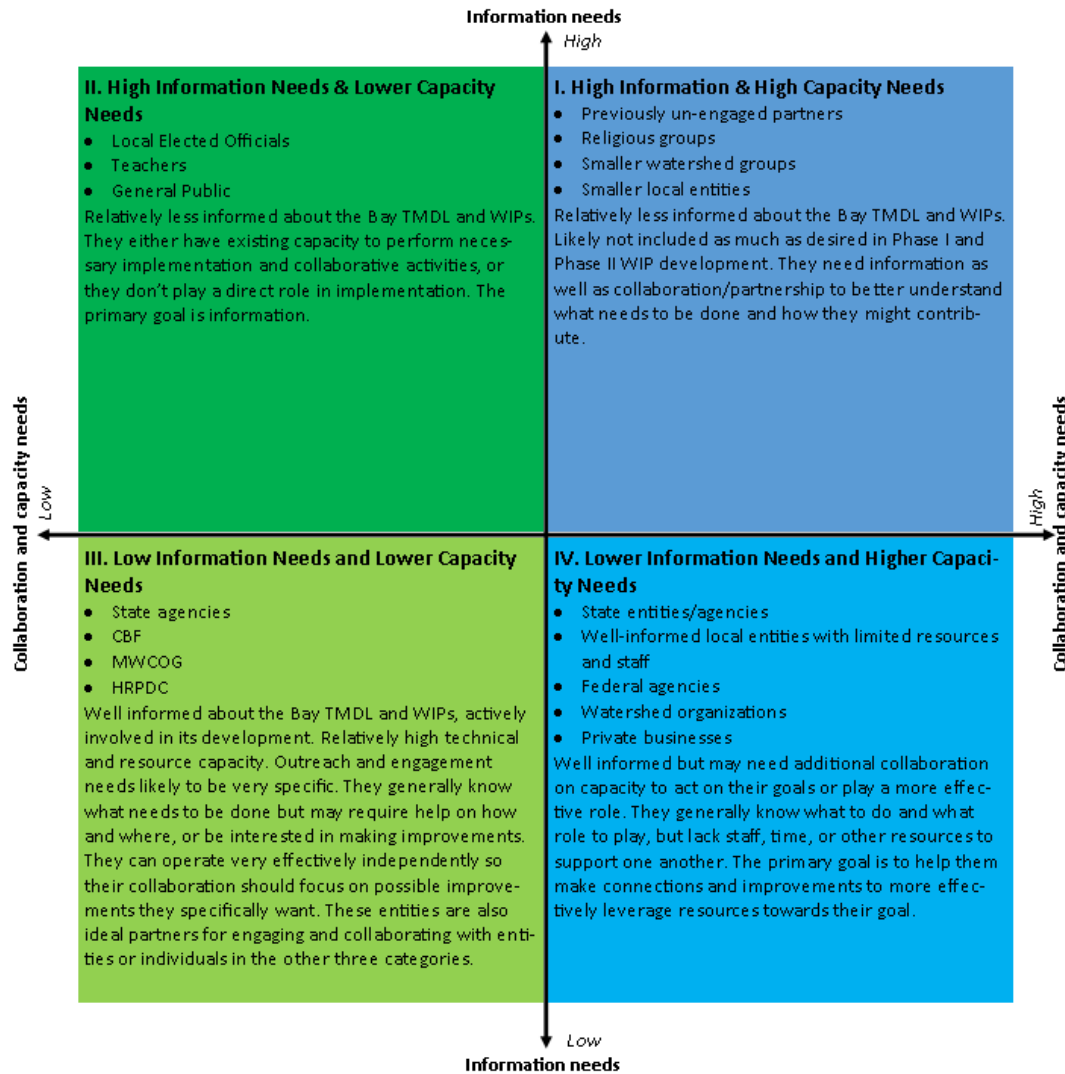 Information needs
High
II. High Information Needs & Lower Capacity
Needs
● Local Elected Officials
● Teachers
● General Public
Relatively less informed about the Bay TMDL and WIPs.
They either have existing capacity to perform neces-
sary implementation and collaborative activities, or
they don’t play a direct role in implementation. The
primary goal is information.
I. High Information & High Capacity Needs
● Previously un-engaged partners
● Religious groups
● Smaller watershed groups
● Smaller local entities
Relatively less informed about the Bay TMDL and WIPs.
Likely not included as much as desired in Phase I and
Phase II WIP development. They need information as
well as collaboration/partnership to better understand
what needs to be done and how they might contrib-
ute.
Collaboration and capacity needs
Low
High
Collaboration and capacity needs
III. Low Information Needs and Lower Capacity
Needs
● State agencies
● CBF
● MWCOG
● HRPDC
Well informed about the Bay TMDL and WIPs, actively
involved in its development. Relatively high technical
and resource capacity. Outreach and engagement
needs likely to be very specific. They generally know
what needs to be done but may require help on how
and where, or be interested in making improvements.
They can operate very effectively independently so
their collaboration should focus on possible improve-
ments they specifically want. These entities are also
ideal partners for engaging and collaborating with enti-
ties or individuals in the other three categories.
IV. Lower Information Needs and Higher Capaci-
ty Needs
● State entities/agencies
● Well-informed local entities with limited resources
and staff
● Federal agencies
● Watershed organizations
● Private businesses
Well informed but may need additional collaboration
on capacity to act on their goals or play a more effec-
tive role. They generally know what to do and what
role to play, but lack staff, time, or other resources to
support one another. The primary goal is to help them
make connections and improvements to more effec-
tively leverage resources towards their goal.
Low
Information needs